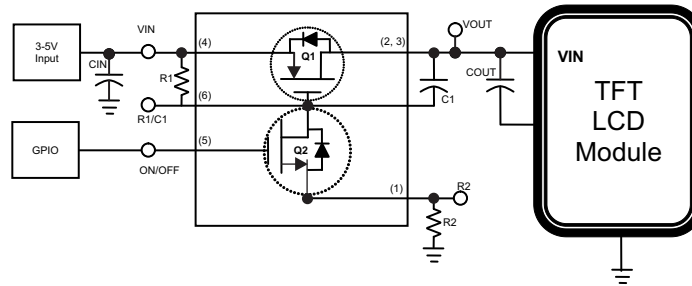 3-5V
Input
VIN
CIN
R1
R1/C1
(4)
(6)
(5)
GPIO
ON/OFF
Q1
Q2
(2, 3)
(1)
VOUT
C1
COUT
R2
R2
VIN
TFT
LCD
Module